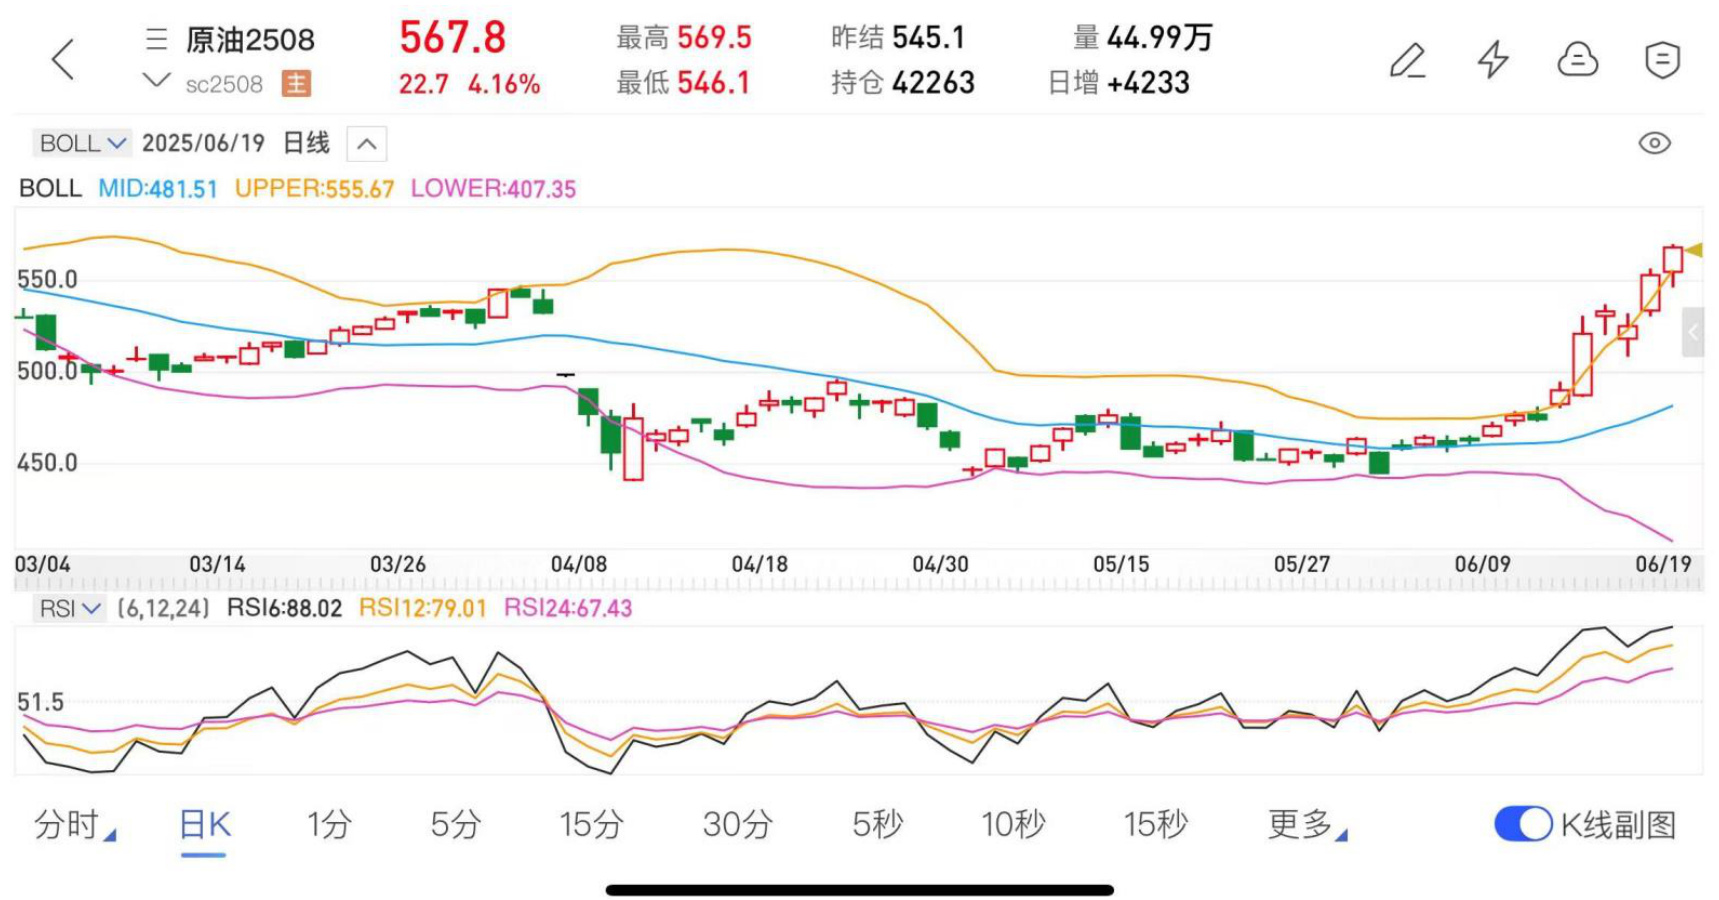 原油2508 567.8 最高 569.5 昨结 545.1 量 44.99万
sc2508 主 22.7 4.16% 最低 546.1 持仓 42263 日增 +4233
BOLL 2025/06/19 日线
BOLL MID:481.51 UPPER:555.67 LOWER:407.35
550.0
500.0
450.0
03/04 03/14 03/26 04/08 04/18 04/30 05/15 05/27 06/09 06/19
RSI (6,12,24) RSI6:88.02 RSI12:79.01 RSI24:67.43
51.5
分时 日K 1分 5分 15分 30分 5秒 10秒 15秒 更多 K线副图